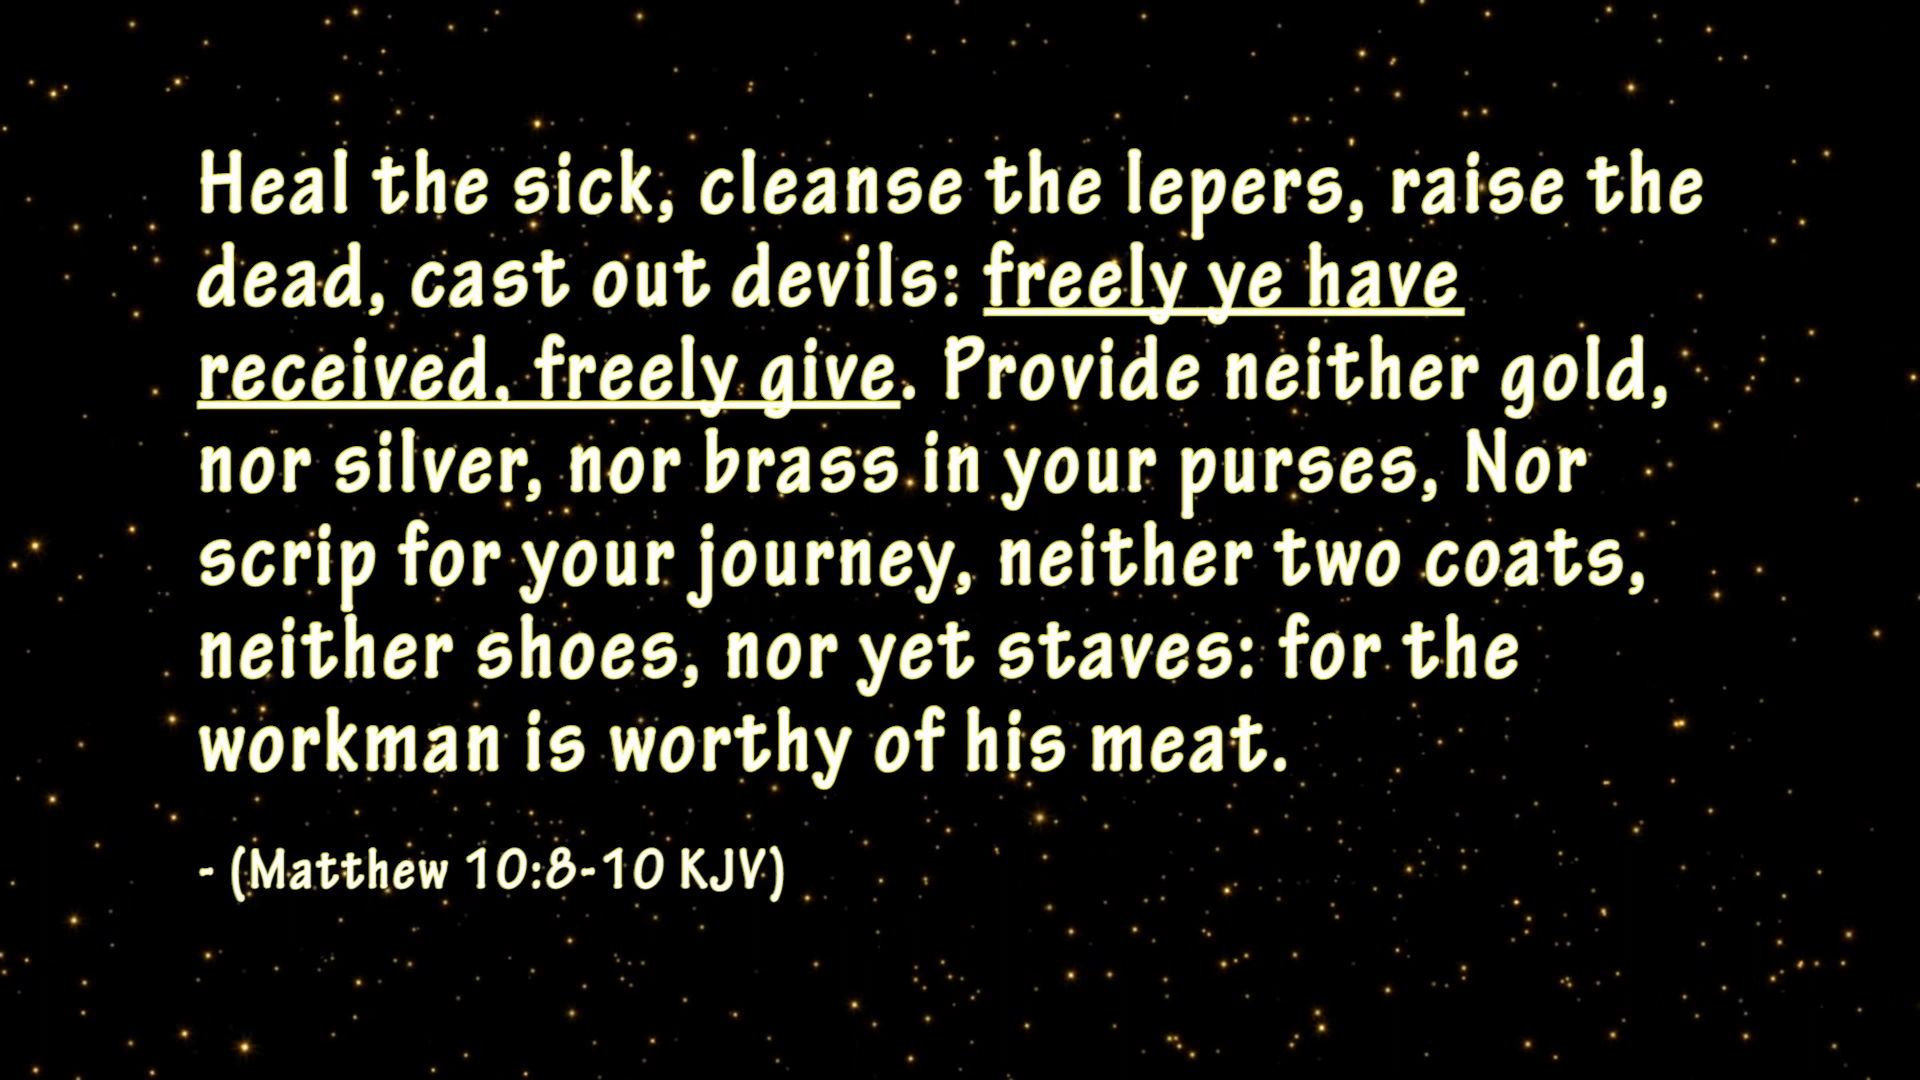 Heal the sick, cleanse the lepers, raise the
dead, cast out devils: freely ye have
received, freely give. Provide neither gold,
nor silver, nor brass in your purses, Nor
scrip for your journey, neither two coats,
neither shoes, nor yet staves: for the
workman is worthy of his meat.
- (Matthew 10:8-10 KJV)